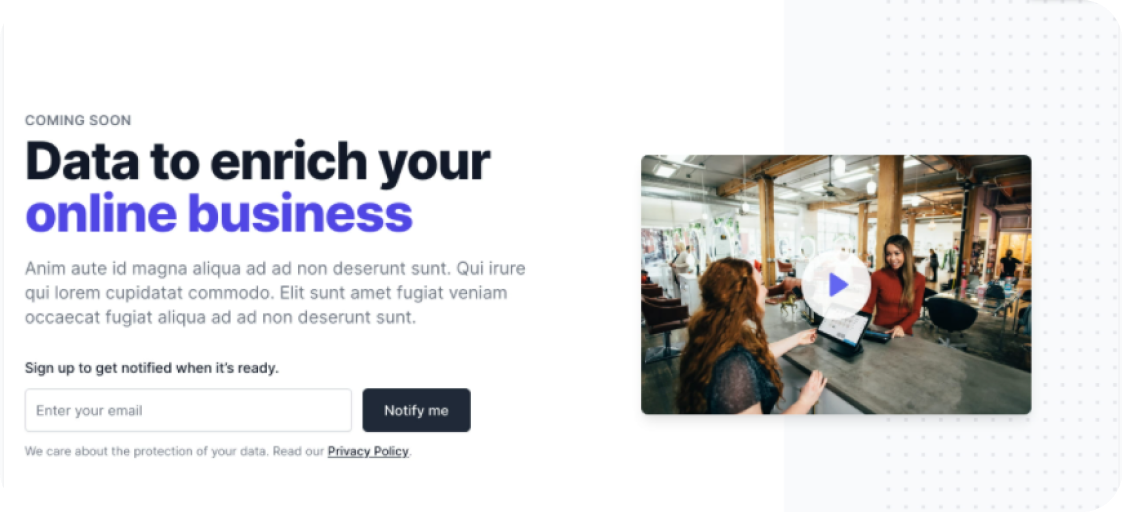 COMING SOON
Data to enrich your
online business
Anim aute id magna aliqua ad ad non deserunt sunt. Qui irure
qui lorem cupidatat commodo. Elit sunt amet fugiat veniam
occaecat fugiat aliqua ad ad non deserunt sunt.
Sign up to get notified when it’s ready.
Enter your email
Notify me
We care about the protection of your data. Read our Privacy Policy.